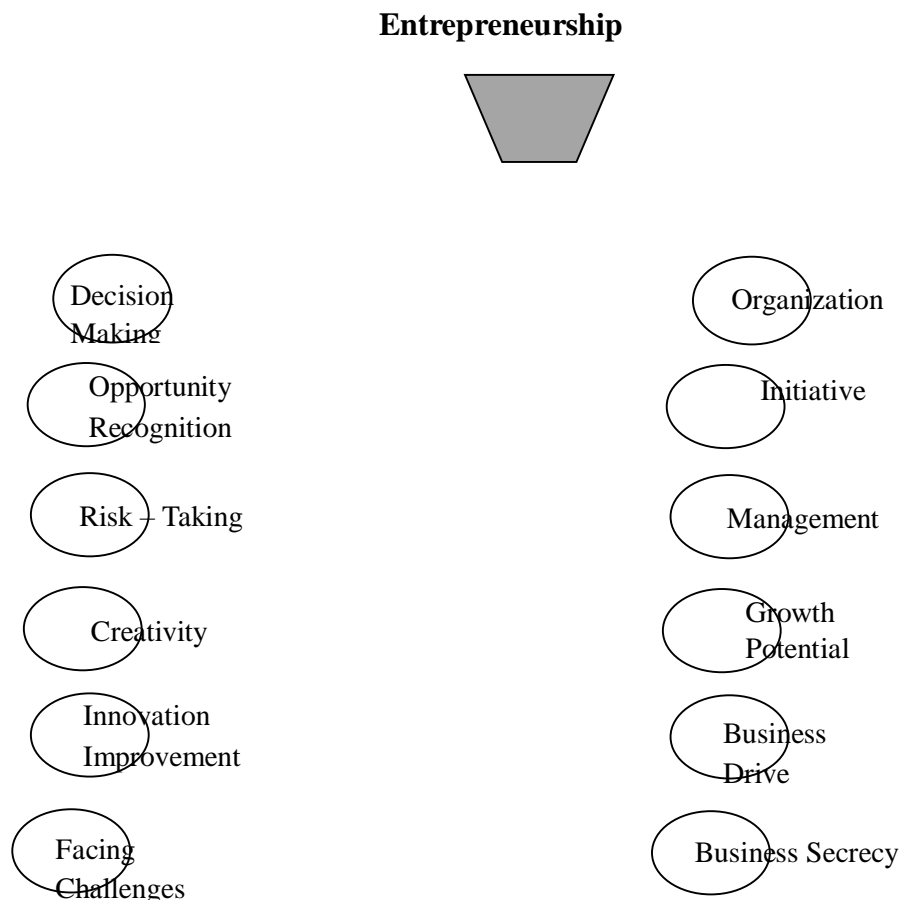 Entrepreneurship
Decision
Making
Organization
Opportunity
Recognition
Initiative
Risk – Taking
Management
Creativity
Growth
Potential
Innovation
Improvement
Business
Drive
Facing
Challenges
Business Secrecy